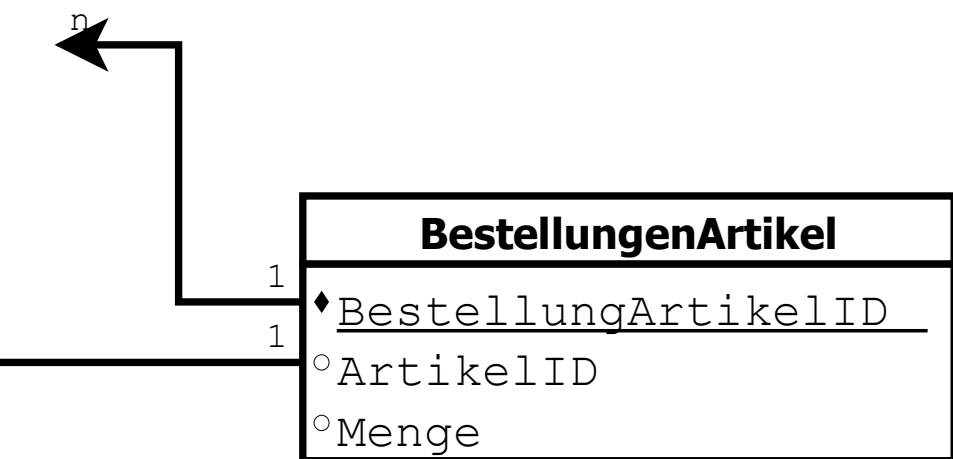 n
BestellungenArtikel
1
BestellungArtikelID
1
ArtikelID
Menge